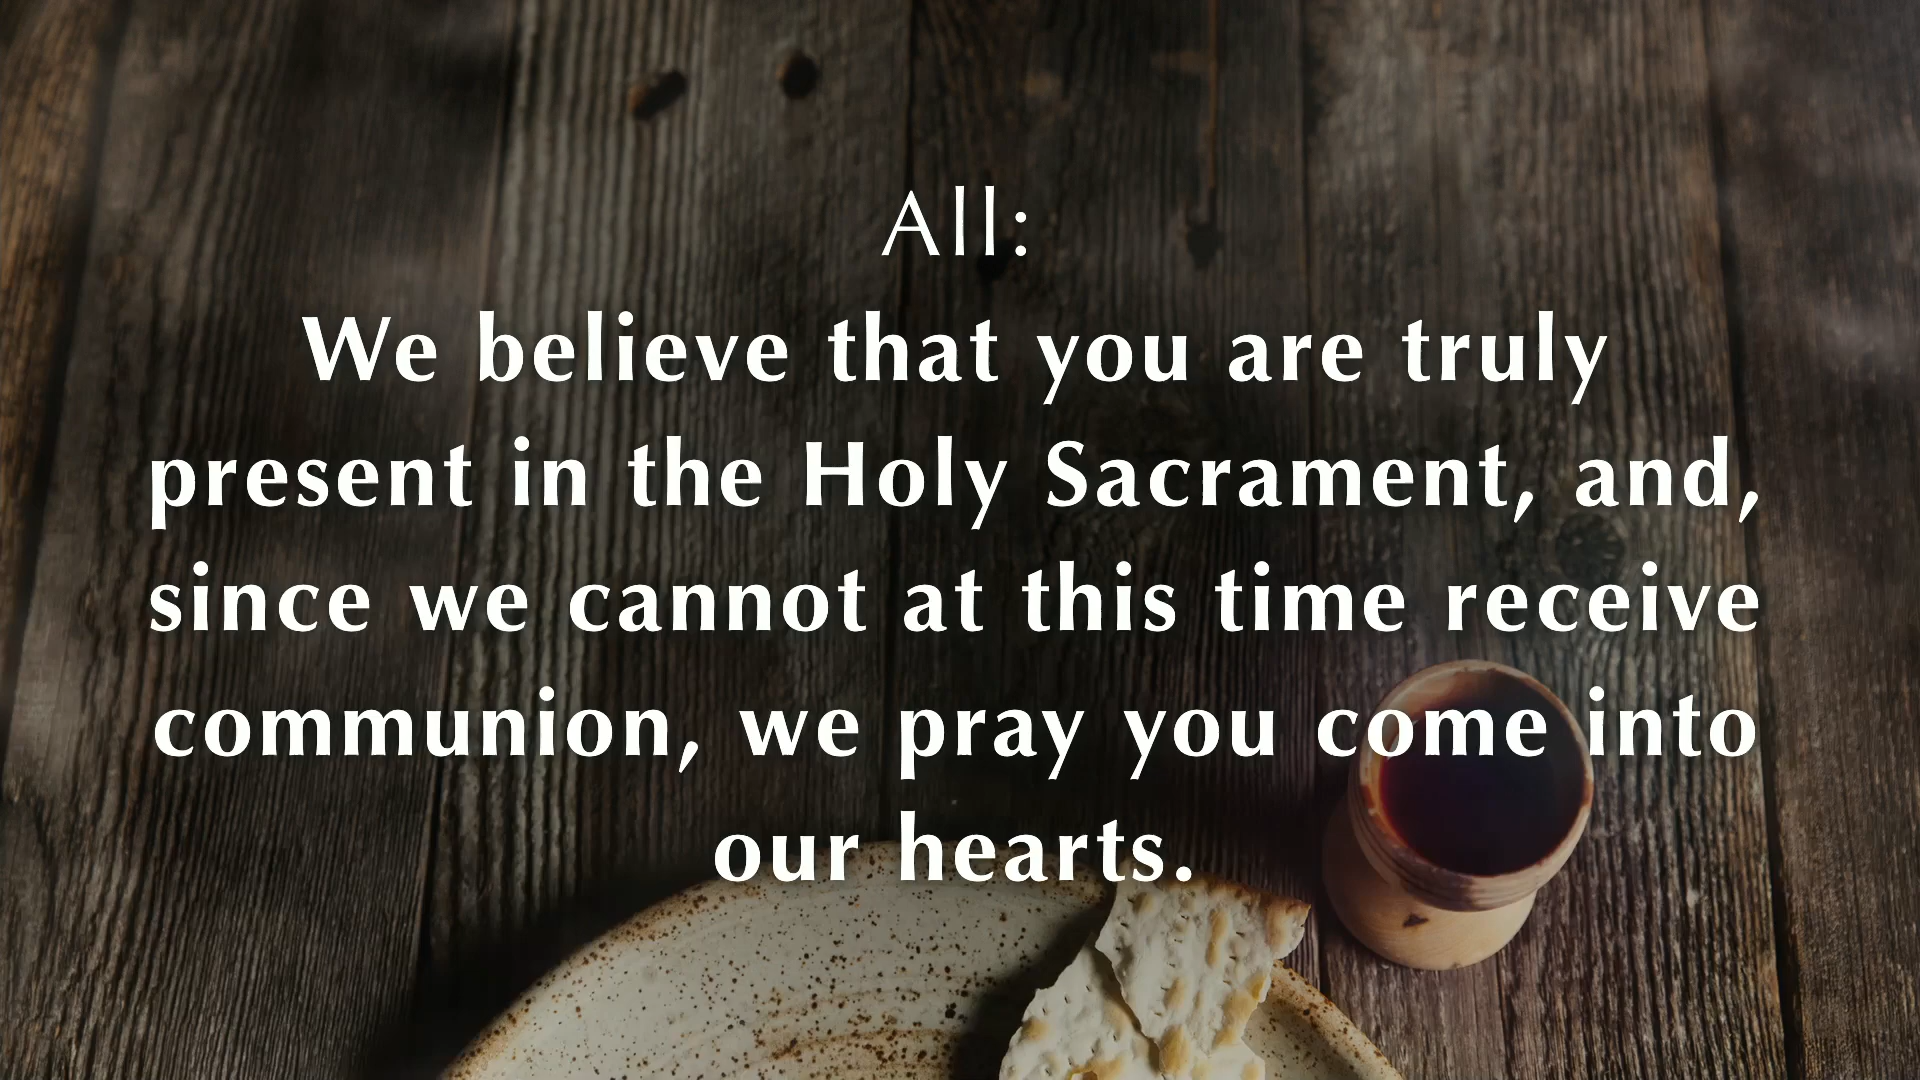 All:
We believe that you are truly
present in the Holy Sacrament, and,
since we cannot at this time receive
communion, we pray you come into
our hearts.